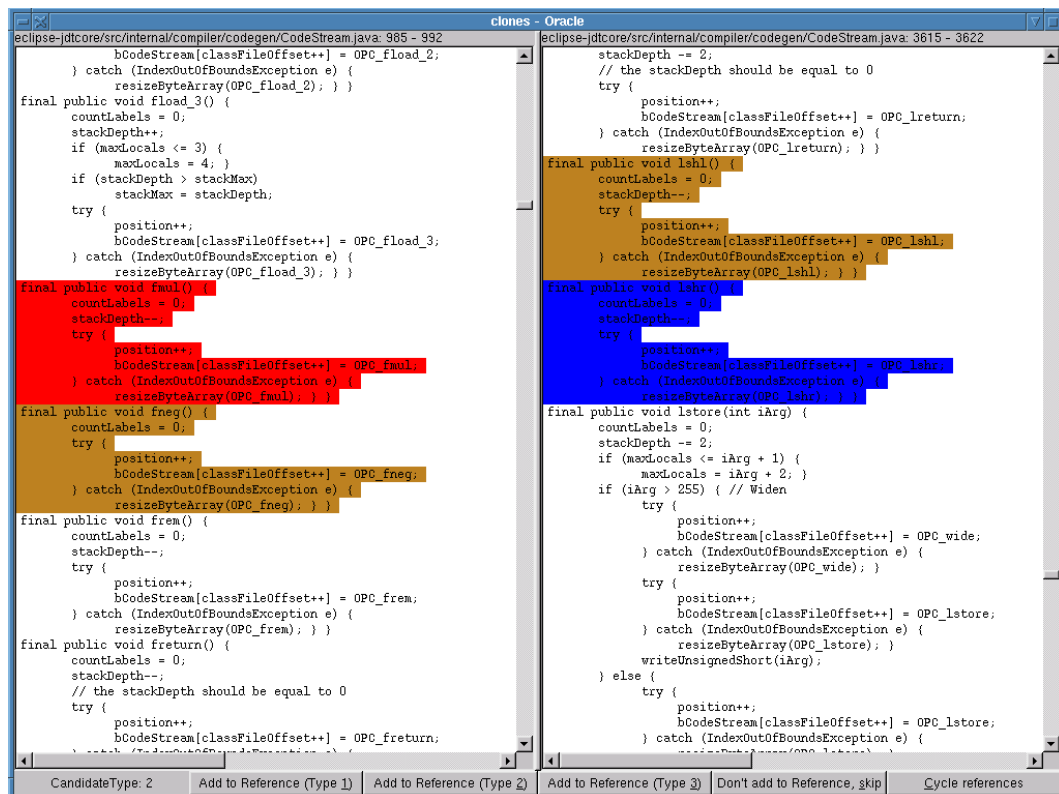 clones - Oracle
eclipse-jdtcore/src/internal/compiler/codegen/CodeStream.java: 985 - 992
bCodeStream[classFileOffset++] = OPC_fload_2;
} catch (IndexOutOfBoundsException e) {
resizeByteArray(OPC_fload_2); } }
final public void fload_3() {
countLabels = 0;
stackDepth++;
if (maxLocals <= 3) {
maxLocals = 4; }
if (stackDepth > stackMax)
stackMax = stackDepth;
try {
position++;
bCodeStream[classFileOffset++] = OPC_fload_3;
} catch (IndexOutOfBoundsException e) {
resizeByteArray(OPC_fload_3); } }
final public void fmul() {
countLabels = 0;
stackDepth--;
try {
position++;
bCodeStream[classFileOffset++] = OPC_fmul;
} catch (IndexOutOfBoundsException e) {
resizeByteArray(OPC_fmul); } }
final public void fneg() {
countLabels = 0;
try {
position++;
bCodeStream[classFileOffset++] = OPC_fneg;
} catch (IndexOutOfBoundsException e) {
resizeByteArray(OPC_fneg); } }
final public void frem() {
countLabels = 0;
stackDepth--;
try {
position++;
bCodeStream[classFileOffset++] = OPC_frem;
} catch (IndexOutOfBoundsException e) {
resizeByteArray(OPC_frem); } }
final public void freturn() {
countLabels = 0;
stackDepth--;
// the stackDepth should be equal to 0
try {
position++;
bCodeStream[classFileOffset++] = OPC_freturn;
} catch (IndexOutOfBoundsException e) {
eclipse-jdtcore/src/internal/compiler/codegen/CodeStream.java: 3615 - 3622
stackDepth -= 2;
// the stackDepth should be equal to 0
try {
position++;
bCodeStream[classFileOffset++] = OPC_lreturn;
} catch (IndexOutOfBoundsException e) {
resizeByteArray(OPC_lreturn); } }
final public void lshl() {
countLabels = 0;
stackDepth--;
try {
position++;
bCodeStream[classFileOffset++] = OPC_lshl;
} catch (IndexOutOfBoundsException e) {
resizeByteArray(OPC_lshl); } }
final public void lshr() {
countLabels = 0;
stackDepth--;
try {
position++;
bCodeStream[classFileOffset++] = OPC_lshr;
} catch (IndexOutOfBoundsException e) {
resizeByteArray(OPC_lshr); } }
final public void lstore(int iArg) {
countLabels = 0;
stackDepth -= 2;
if (maxLocals <= iArg + 1) {
maxLocals = iArg + 2; }
if (iArg > 255) { // Widen
try {
position++;
bCodeStream[classFileOffset++] = OPC_wide;
} catch (IndexOutOfBoundsException e) {
resizeByteArray(OPC_wide); }
try {
position++;
bCodeStream[classFileOffset++] = OPC_lstore;
} catch (IndexOutOfBoundsException e) {
resizeByteArray(OPC_lstore); }
writeUnsignedShort(iArg);
} else {
try {
position++;
bCodeStream[classFileOffset++] = OPC_lstore;
} catch (IndexOutOfBoundsException e) {
resizeByteArray(OPC_lstore); }
CandidateType: 2
Add to Reference (Type 1)
Add to Reference (Type 2)
Add to Reference (Type 3)
Don't add to Reference, skip
Cycle references